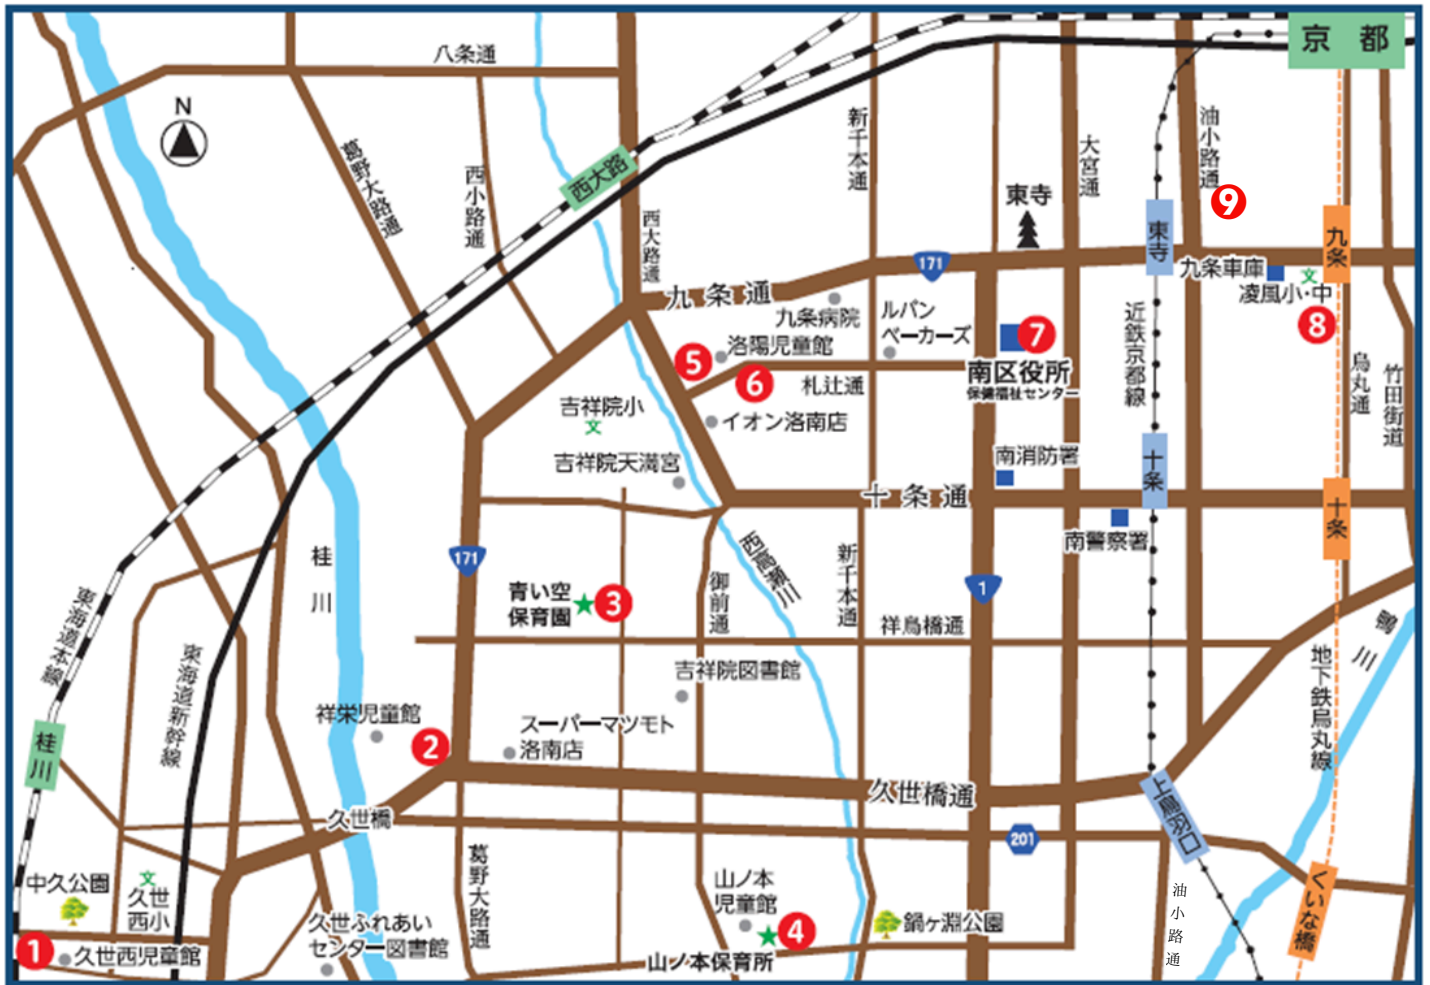 京 都
八条通
N
新千本通
油小路通
葛野大路通
西小路通
西大路
大宮通
東寺
9
西大路通
東寺
九条
171
九条車庫
文
凌風小・中
九条通
九条病院
ルパン
ベーカーズ
近鉄京都線
8
5
洛陽児童館
7
6
札辻通
南区役所
保健福祉センター
烏丸通
竹田街道
吉祥院小
文
イオン洛南店
吉祥院天満宮
南消防署
十条
十条通
十条
南警察署
桂川
171
西高瀬川
新千本通
御前通
1
青い空
保育園
3
東海道本線
祥鳥橋通
鴨川
地下鉄烏丸線
東海道新幹線
吉祥院図書館
祥栄児童館
2
スーパーマツモト
洛南店
桂川
久世橋通
上鳥羽口
久世橋
201
中久公園
文
久世
西小
葛野大路通
山ノ本
児童館
4
鍋ヶ淵公園
油小路通
くいな橋
久世ふれあい
センター図書館
1
久世西児童館
山ノ本保育所